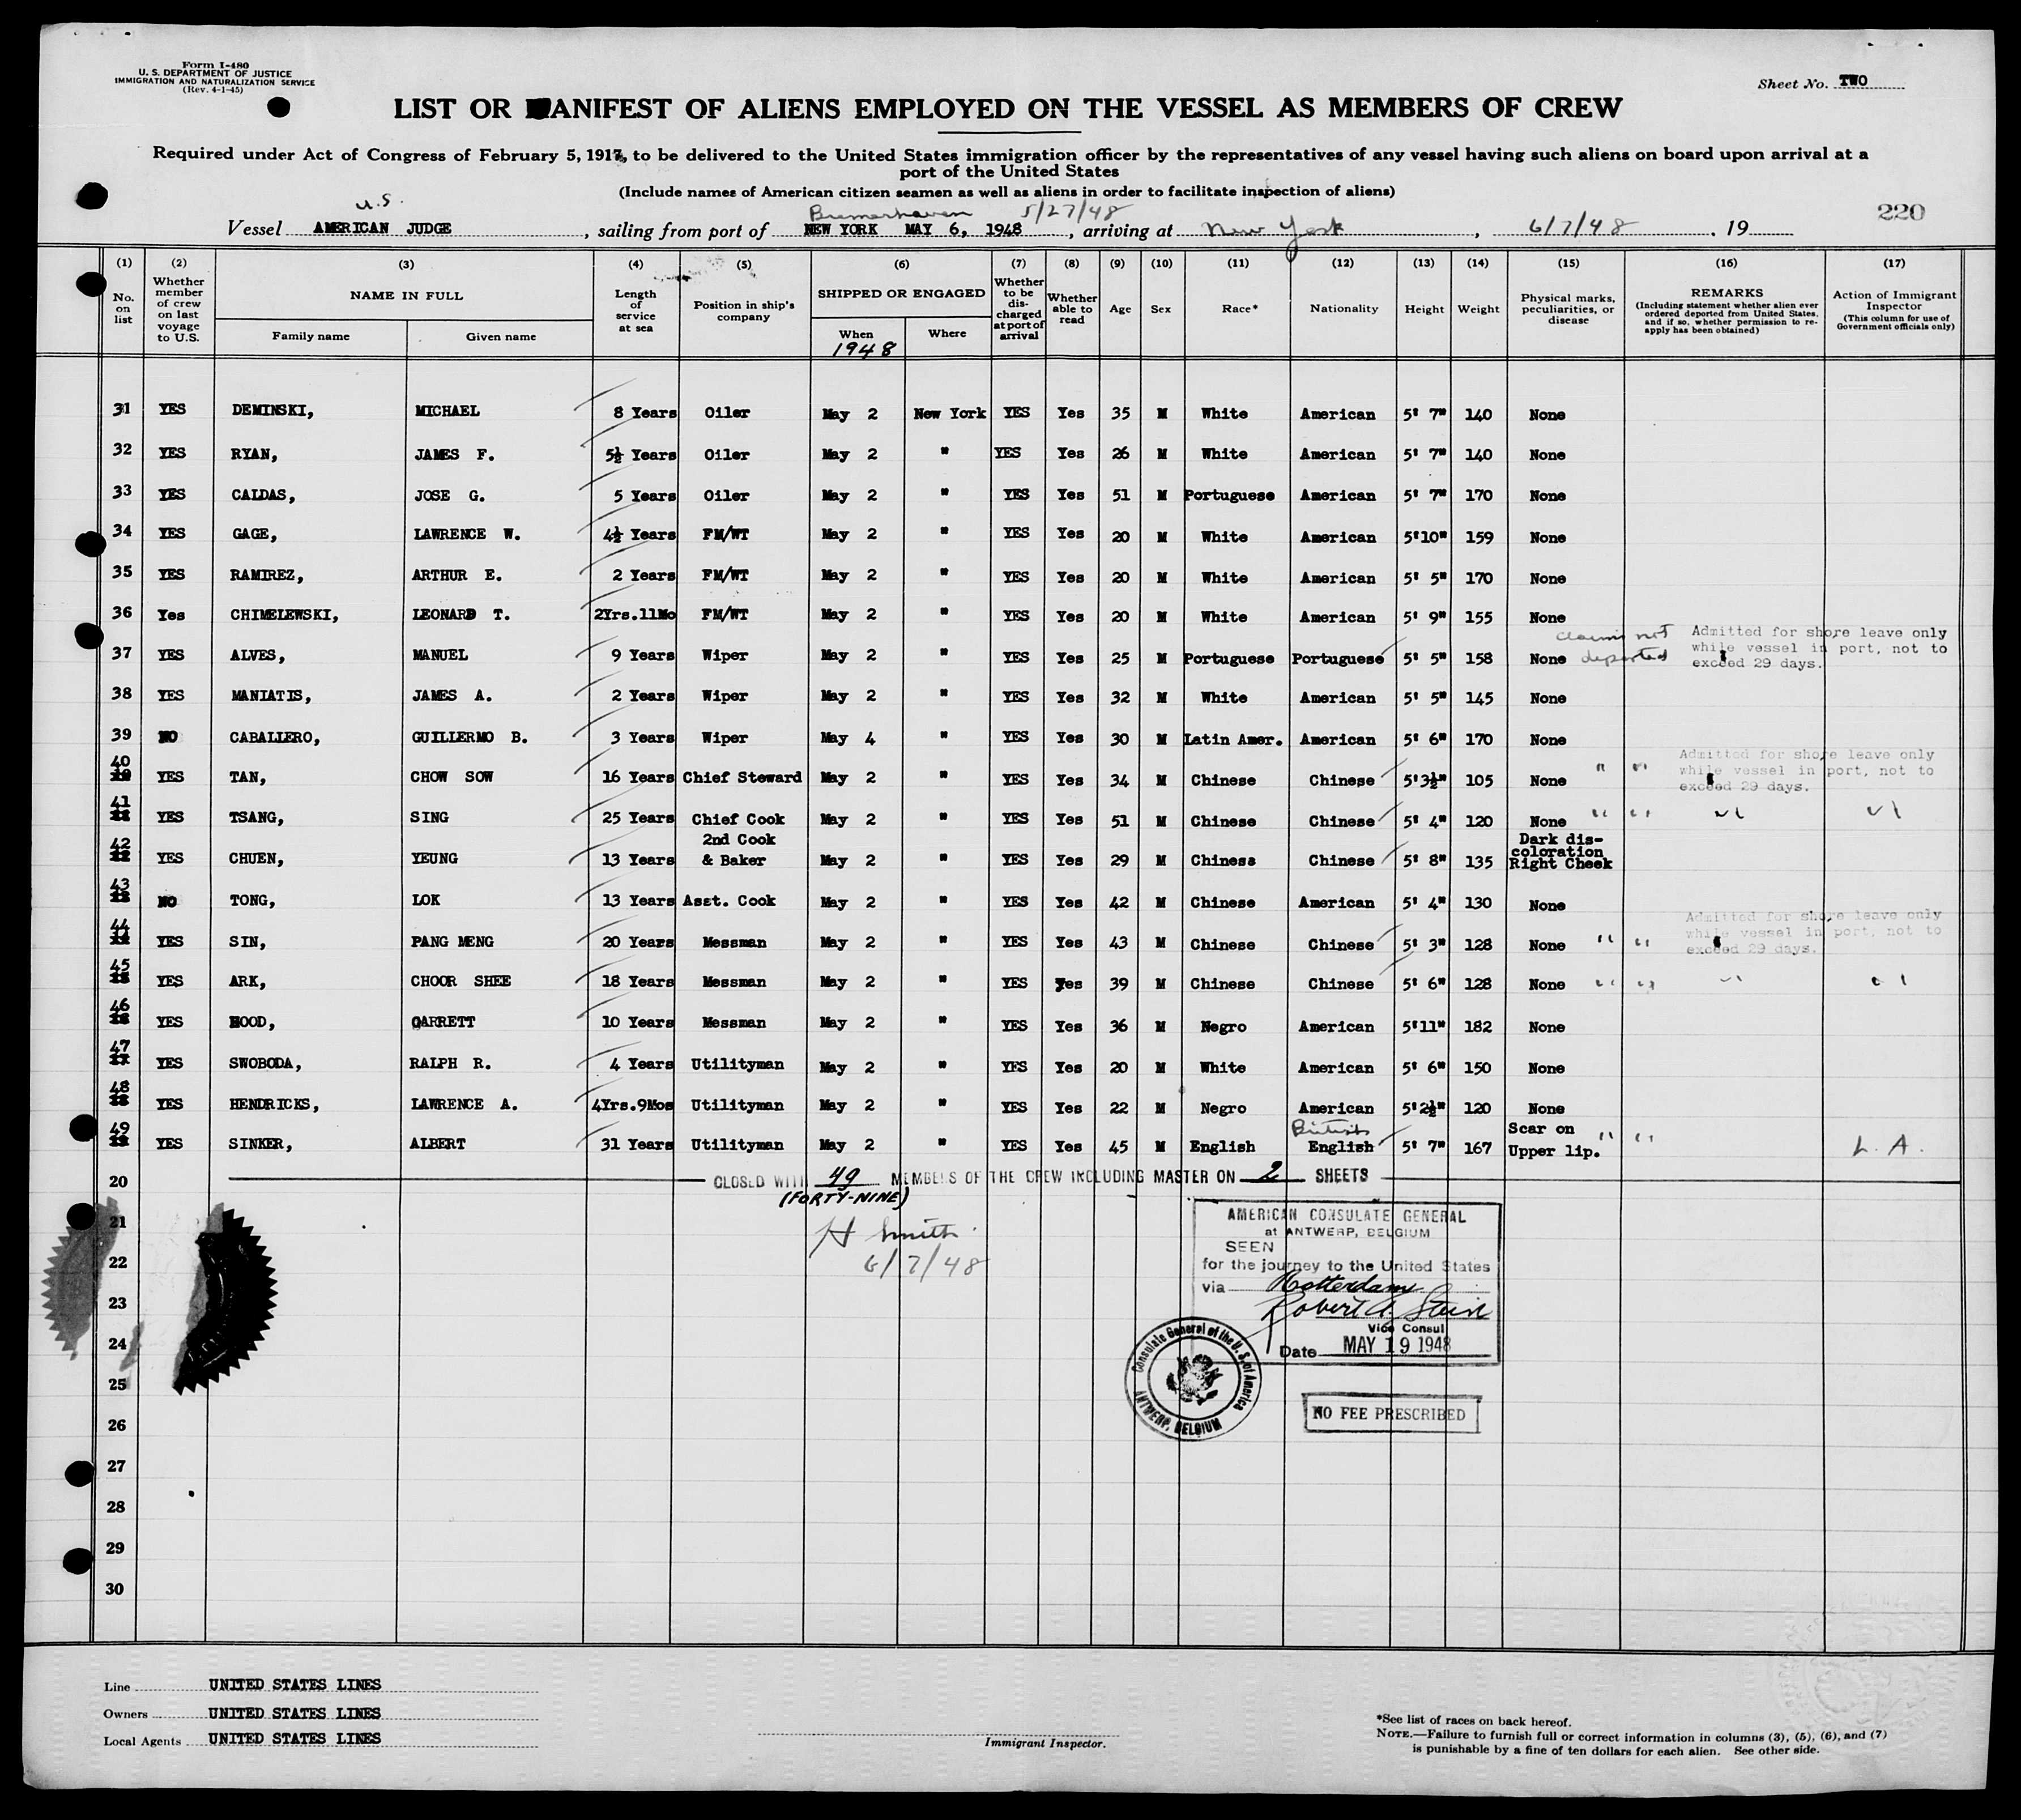 Form I-480
U. S. DEPARTMENT OF JUSTICE
IMMIGRATION AND NATURALIZATION SERVICE
(Rev. 4-1-45)
Sheet No. TWO
LIST OR MANIFEST OF ALIENS EMPLOYED ON THE VESSEL AS MEMBERS OF CREW
Required under Act of Congress of February 5, 1917, to be delivered to the United States immigration officer by the representatives of any vessel having such aliens on board upon arrival at a
port of the United States
(Include names of American citizen seamen as well as aliens in order to facilitate inspection of aliens)
220
U.S. Bremerhaven 5/27/48
Vessel AMERICAN JUDGE , sailing from port of NEW YORK MAY 6, 1948 , arriving at New York , 6/7/48 , 19
(1) (2) (3) (4) (5) (6) (7) (8) (9) (10) (11) (12) (13) (14) (15) (16) (17)
No. on list
Whether member of crew on last voyage to U.S.
NAME IN FULL
Family name
Given name
Length of service at sea
Position in ship's company
SHIPPED OR ENGAGED
When
1948
Where
Whether to be discharged at port of arrival
Whether able to read
Age
Sex
Race*
Nationality
Height
Weight
Physical marks, peculiarities, or disease
REMARKS
(Including statement whether alien ever ordered deported from United States, and if so, whether permission to re-apply has been obtained)
Action of Immigrant Inspector
(This column for use of Government officials only)
31 YES DEMINSKI, MICHAEL 8 Years Oiler May 2 New York YES Yes 35 M White American 5' 7" 140 None
32 YES RYAN, JAMES F. 5½ Years Oiler May 2 " YES Yes 26 M White American 5' 7" 140 None
33 YES CALDAS, JOSE G. 5 Years Oiler May 2 " YES Yes 51 M Portuguese American 5' 7" 170 None
34 YES GAGE, LAWRENCE W. 4½ Years FM/WT May 2 " YES Yes 20 M White American 5'10" 159 None
35 YES RAMIREZ, ARTHUR E. 2 Years FM/WT May 2 " YES Yes 20 M White American 5' 5" 170 None
36 Yes CHIMELEWSKI, LEONARD T. 2Yrs.11Mo FM/WT May 2 " YES Yes 20 M White American 5' 9" 155 None
37 YES ALVES, MANUEL 9 Years Wiper May 2 " YES Yes 25 M Portuguese Portuguese 5' 5" 158 None claims not deported Admitted for shore leave only while vessel in port, not to exceed 29 days.
38 YES MANIATIS, JAMES A. 2 Years Wiper May 2 " YES Yes 32 M White American 5' 5" 145 None
39 NO CABALLERO, GUILLERMO B. 3 Years Wiper May 4 " YES Yes 30 M Latin Amer. American 5' 6" 170 None
40 YES TAN, CHOW SOW 16 Years Chief Steward May 2 " YES Yes 34 M Chinese Chinese 5'3½" 105 None " " Admitted for shore leave only while vessel in port, not to exceed 29 days.
41 YES TSANG, SING 25 Years Chief Cook May 2 " YES Yes 51 M Chinese Chinese 5' 4" 120 None " " " "
42 YES CHUEN, YEUNG 13 Years 2nd Cook & Baker May 2 " YES Yes 29 M Chinese Chinese 5' 8" 135 Dark discoloration Right Cheek
43 NO TONG, LOK 13 Years Asst. Cook May 2 " YES Yes 42 M Chinese American 5' 4" 130 None
44 YES SIN, PANG MENG 20 Years Messman May 2 " YES Yes 43 M Chinese Chinese 5' 3" 128 None " " Admitted for shore leave only while vessel in port, not to exceed 29 days.
45 YES ARK, CHOOR SHEE 18 Years Messman May 2 " YES Yes 39 M Chinese Chinese 5' 6" 128 None " " " "
46 YES HOOD, GARRETT 10 Years Messman May 2 " YES Yes 36 M Negro American 5'11" 182 None
47 YES SWOBODA, RALPH R. 4 Years Utilityman May 2 " YES Yes 20 M White American 5' 6" 150 None
48 YES HENDRICKS, LAWRENCE A. 4Yrs.9Mos Utilityman May 2 " YES Yes 22 M Negro American 5'2½" 120 None
49 YES SINKER, ALBERT 31 Years Utilityman May 2 " YES Yes 45 M English British English 5' 7" 167 Scar on Upper lip. " " L. A.
20 CLOSED WITH 49 MEMBERS OF THE CREW INCLUDING MASTER ON 2 SHEETS
(FORTY-NINE)
21
H Smith
6/7/48
22
23
24
25
26
27
28
29
30
AMERICAN CONSULATE GENERAL
at ANTWERP, BELGIUM
SEEN
for the journey to the United States
via Rotterdam
Robert A. Stein
Vice Consul
Date MAY 19 1948
Consulate General of the U.S. of America
ANTWERP, BELGIUM
NO FEE PRESCRIBED
Line UNITED STATES LINES
Owners UNITED STATES LINES
Local Agents UNITED STATES LINES
Immigrant Inspector.
*See list of races on back hereof.
NOTE.—Failure to furnish full or correct information in columns (3), (5), (6), and (7)
is punishable by a fine of ten dollars for each alien. See other side.